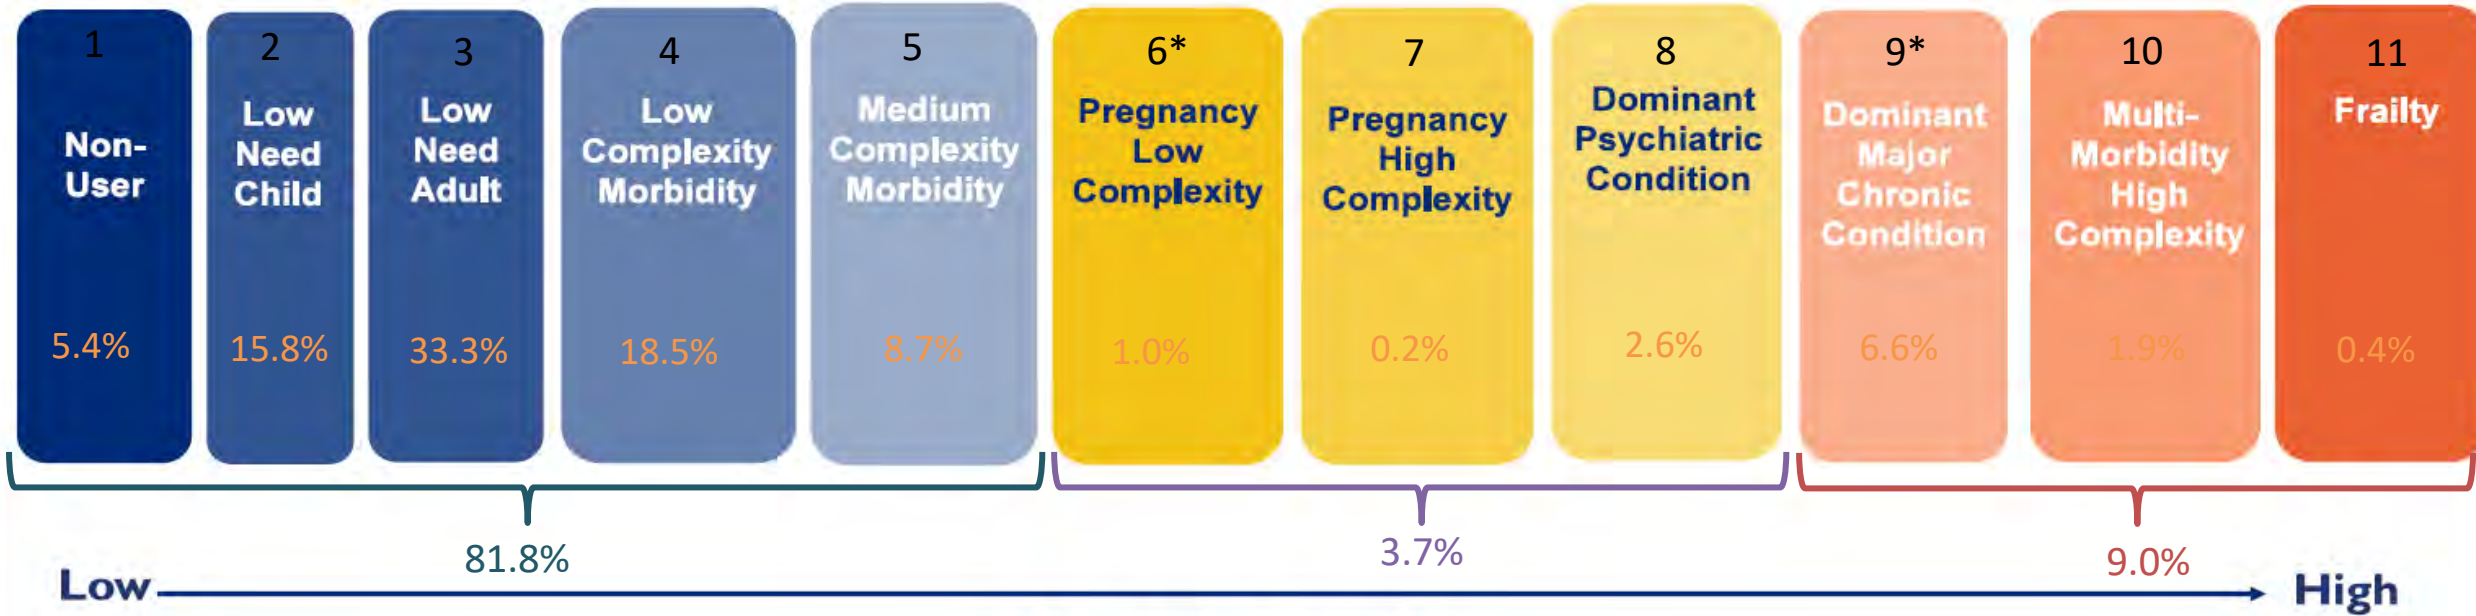 1
Non-
User
5.4%
2
Low
Need
Child
15.8%
3
Low
Need
Adult
33.3%
4
Low
Complexity
Morbidity
18.5%
5
Medium
Complexity
Morbidity
8.7%
6*
Pregnancy
Low
Complexity
1.0%
7
Pregnancy
High
Complexity
0.2%
8
Dominant
Psychiatric
Condition
2.6%
9*
Dominant
Major
Chronic
Condition
6.6%
10
Multi-
Morbidity
High
Complexity
1.9%
11
Frailty
0.4%
81.8%
3.7%
9.0%
Low
High